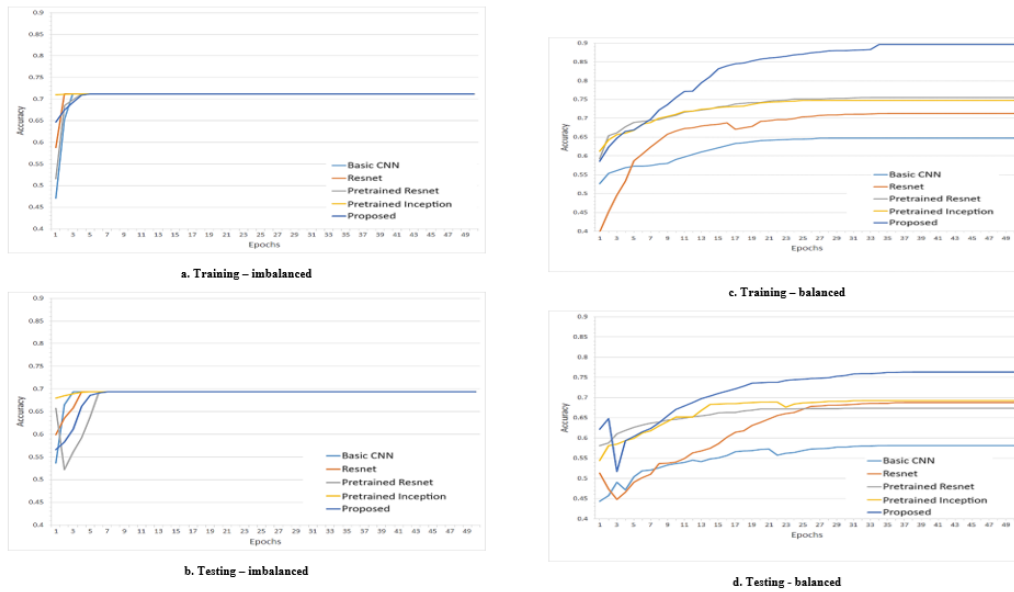 0.9
0.85
0.8
0.75
0.7
0.65
0.6
0.55
0.5
0.45
0.4
Accuracy
1 3 5 7 9 11 13 15 17 19 21 23 25 27 29 31 33 35 37 39 41 43 45 47 49
Epochs
Basic CNN
Resnet
Pretrained Resnet
Pretrained Inception
Proposed
a. Training – imbalanced
0.9
0.85
0.8
0.75
0.7
0.65
0.6
0.55
0.5
0.45
0.4
Accuracy
1 3 5 7 9 11 13 15 17 19 21 23 25 27 29 31 33 35 37 39 41 43 45 47 49
Epochs
Basic CNN
Resnet
Pretrained Resnet
Pretrained Inception
Proposed
b. Testing – imbalanced
0.9
0.85
0.8
0.75
0.7
0.65
0.6
0.55
0.5
0.45
0.4
Accuracy
1 3 5 7 9 11 13 15 17 19 21 23 25 27 29 31 33 35 37 39 41 43 45 47 49
Epochs
Basic CNN
Resnet
Pretrained Resnet
Pretrained Inception
Proposed
c. Training – balanced
0.9
0.85
0.8
0.75
0.7
0.65
0.6
0.55
0.5
0.45
0.4
Accuracy
1 3 5 7 9 11 13 15 17 19 21 23 25 27 29 31 33 35 37 39 41 43 45 47 49
Epochs
Basic CNN
Resnet
Pretrained Resnet
Pretrained Inception
Proposed
d. Testing - balanced